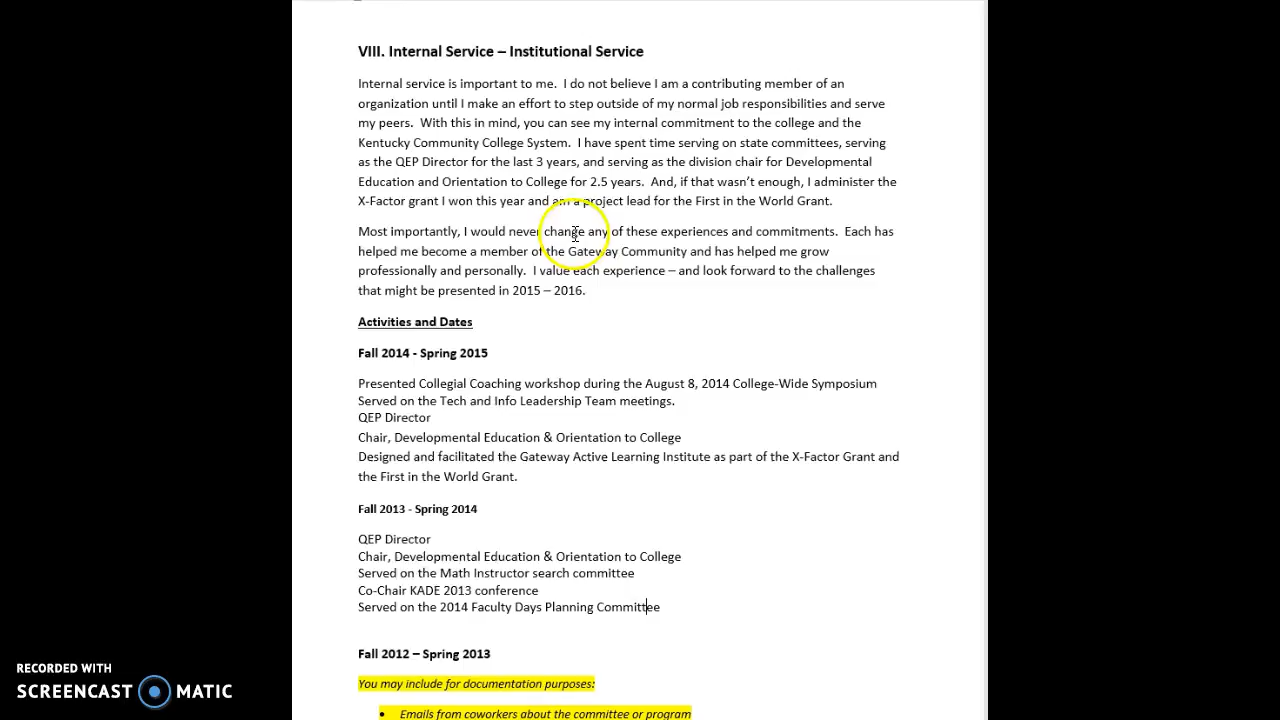 VIII. Internal Service – Institutional Service
Internal service is important to me.  I do not believe I am a contributing member of an
organization until I make an effort to step outside of my normal job responsibilities and serve
my peers.  With this in mind, you can see my internal commitment to the college and the
Kentucky Community College System.  I have spent time serving on state committees, serving
as the QEP Director for the last 3 years, and serving as the division chair for Developmental
Education and Orientation to College for 2.5 years.  And, if that wasn’t enough, I administer the
X-Factor grant I won this year and am a project lead for the First in the World Grant.
Most importantly, I would never change any of these experiences and commitments.  Each has
helped me become a member of the Gateway Community and has helped me grow
professionally and personally.  I value each experience – and look forward to the challenges
that might be presented in 2015 – 2016.
Activities and Dates
Fall 2014 - Spring 2015
Presented Collegial Coaching workshop during the August 8, 2014 College-Wide Symposium
Served on the Tech and Info Leadership Team meetings.
QEP Director
Chair, Developmental Education & Orientation to College
Designed and facilitated the Gateway Active Learning Institute as part of the X-Factor Grant and
the First in the World Grant.
Fall 2013 - Spring 2014
QEP Director
Chair, Developmental Education & Orientation to College
Served on the Math Instructor search committee
Co-Chair KADE 2013 conference
Served on the 2014 Faculty Days Planning Committee
Fall 2012 – Spring 2013
You may include for documentation purposes:
• Emails from coworkers about the committee or program
RECORDED WITH
SCREENCAST MATIC